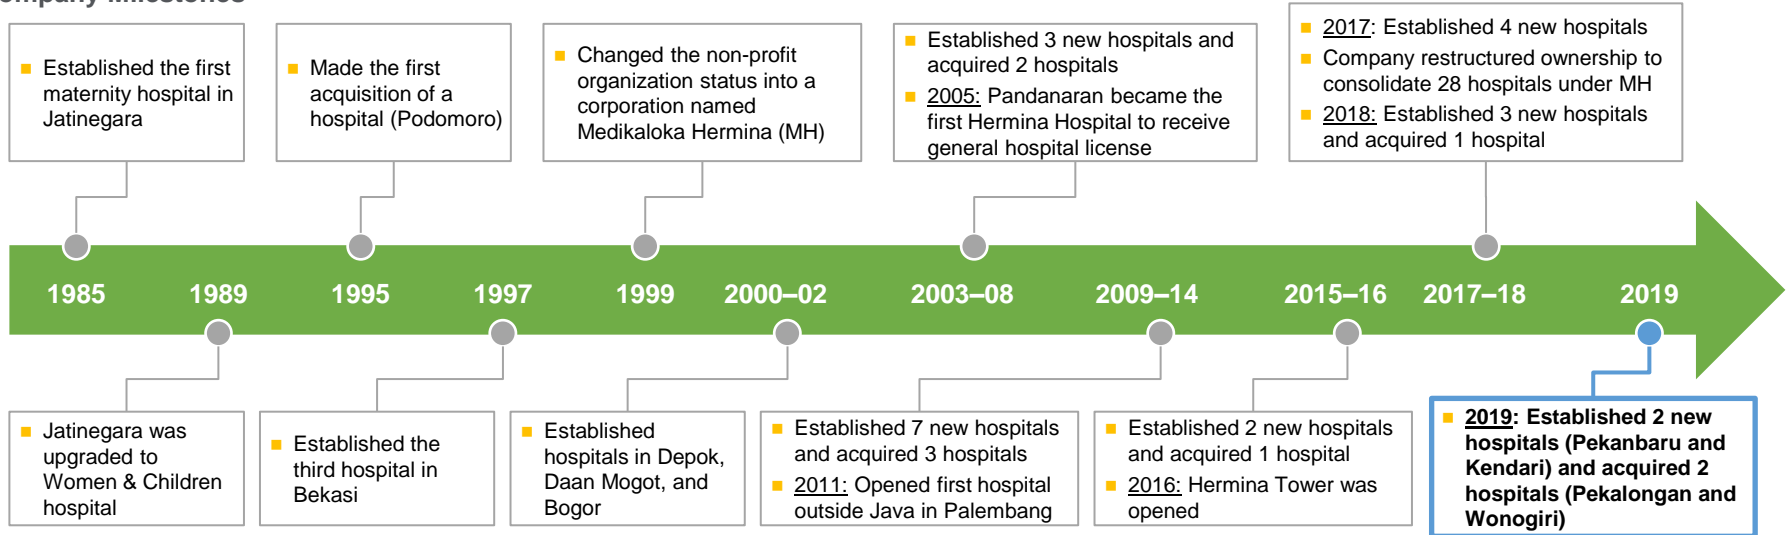 Company Milestones
Established the first
maternity hospital in
Jatinegara
Made the first
acquisition of a
hospital (Podomoro)
Changed the non-profit
organization status into a
corporation named
Medikaloka Hermina (MH)
Established 3 new hospitals and
acquired 2 hospitals
2005: Pandanaran became the
first Hermina Hospital to receive
general hospital license
2017: Established 4 new hospitals
Company restructured ownership to
consolidate 28 hospitals under MH
2018: Established 3 new hospitals
and acquired 1 hospital
1985 1989 1995 1997 1999 2000–02 2003–08 2009–14 2015–16 2017–18 2019
Jatinegara was
upgraded to
Women & Children
hospital
Established the
third hospital in
Bekasi
Established
hospitals in Depok,
Daan Mogot, and
Bogor
Established 7 new hospitals
and acquired 3 hospitals
2011: Opened first hospital
outside Java in Palembang
Established 2 new hospitals
and acquired 1 hospital
2016: Hermina Tower was
opened
2019: Established 2 new
hospitals (Pekanbaru and
Kendari) and acquired 2
hospitals (Pekalongan and
Wonogiri)